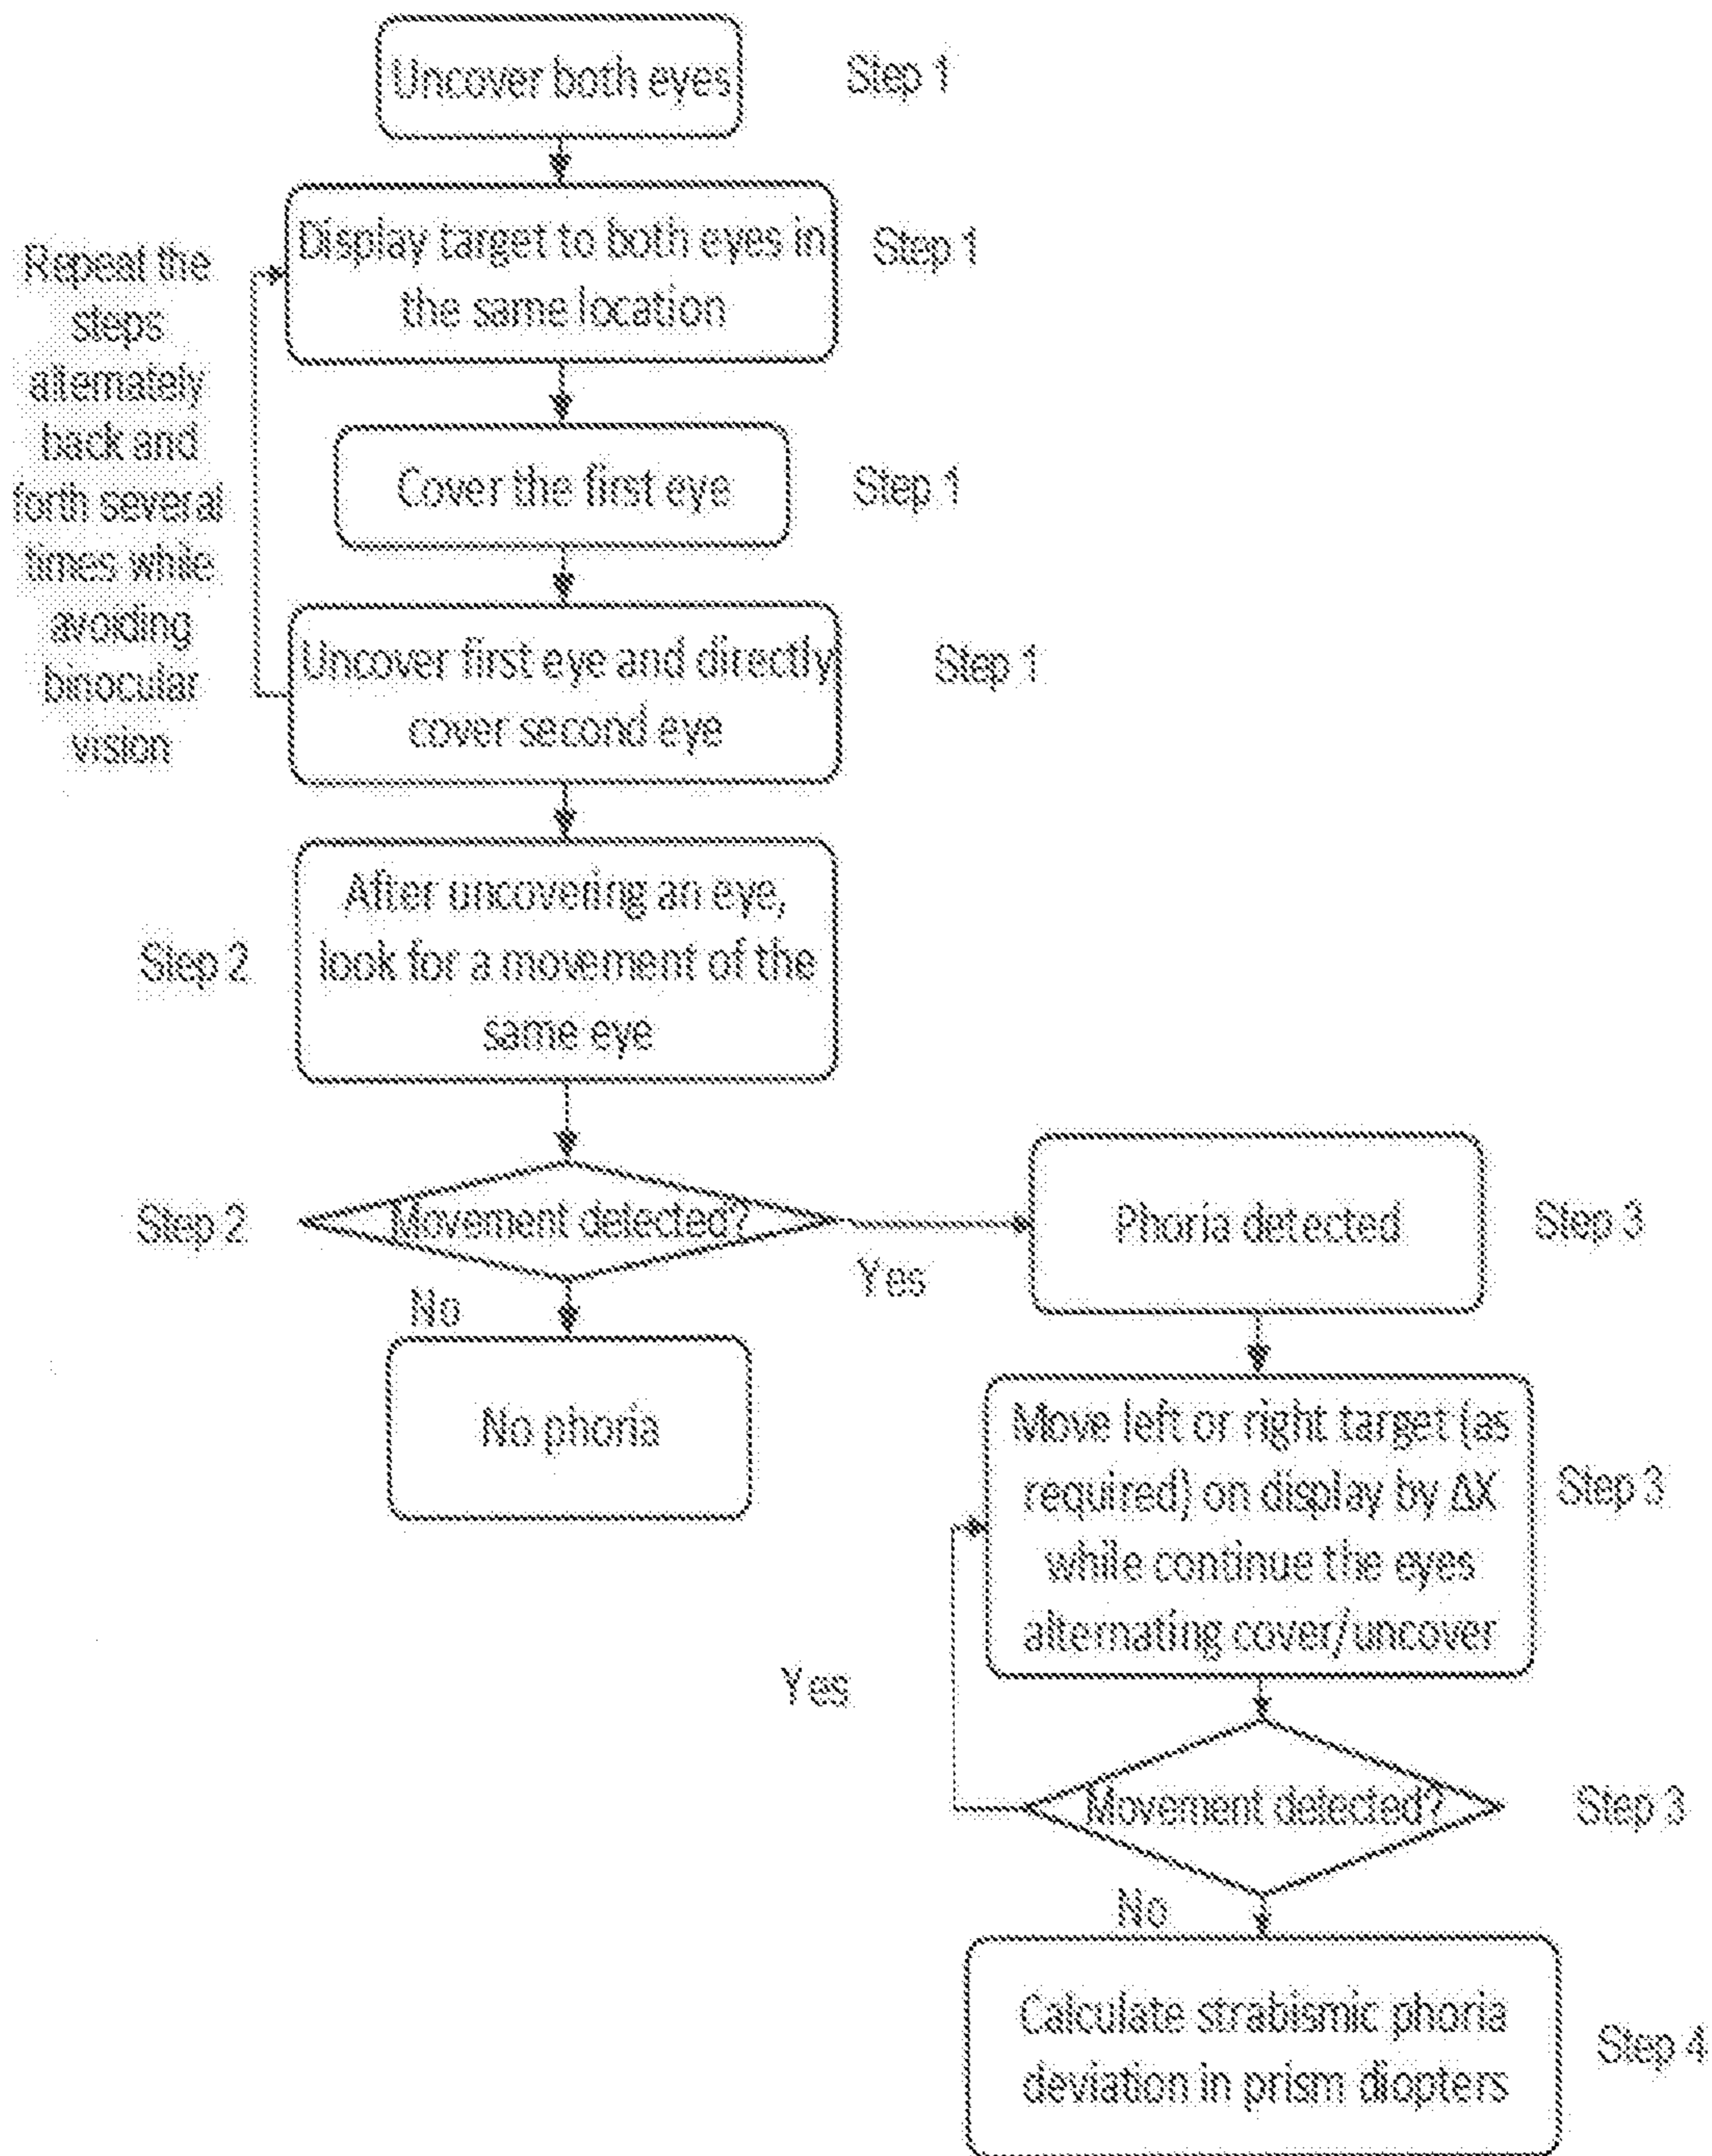 Uncover both eyes
Step 1
Display target to both eyes in
the same location
Step 1
Repeat the
steps
alternately
back and
forth several
times while
avoiding
binocular
vision
Cover the first eye
Step 1
Uncover first eye and directly
cover second eye
Step 1
After uncovering an eye,
look for a movement of the
same eye
Step 2
Step 2
Movement detected?
Yes
No
No phoria
Phoria detected
Step 3
Move left or right target (as
required) on display by ΔX
while continue the eyes
alternating cover/uncover
Step 3
Yes
Movement detected?
Step 3
No
Calculate strabismic phoria
deviation in prism diopters
Step 4